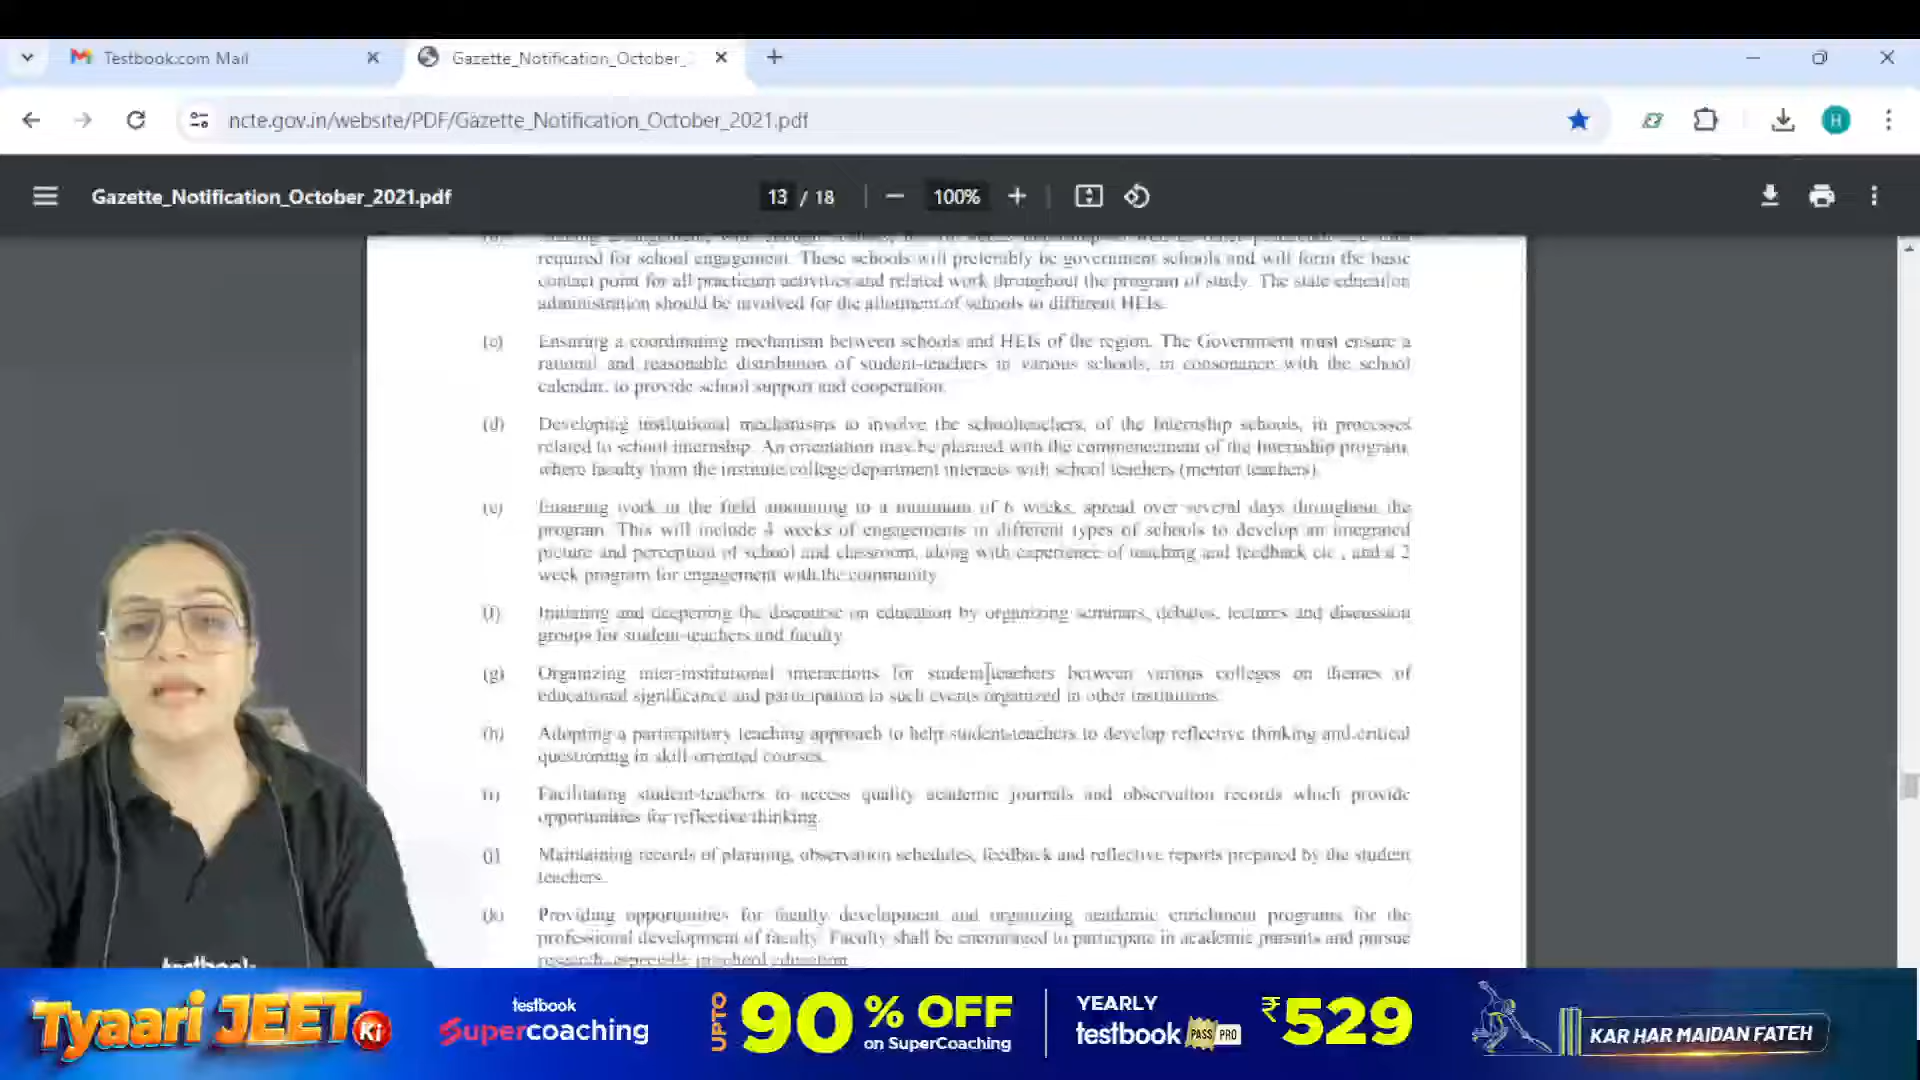 Testbook.com Mail
Gazette_Notification_October_
ncte.gov.in/website/PDF/Gazette_Notification_October_2021.pdf
H
Gazette_Notification_October_2021.pdf
13 / 18
100%
required for school engagement. These schools will preferably be government schools and will form the basic
contact point for all practicum activities and related work throughout the program of study. The state education
administration should be involved for the allotment of schools to different HEIs.
(c) Ensuring a coordinating mechanism between schools and HEIs of the region. The Government must ensure a
rational and reasonable distribution of student-teachers in various schools, in consonance with the school
calendar, to provide school support and cooperation.
(d) Developing institutional mechanisms to involve the schoolteachers, of the Internship schools, in processes
related to school internship. An orientation may be planned with the commencement of the Internship program,
where faculty from the institute/college/department interacts with school teachers (mentor teachers).
(e) Ensuring work in the field amounting to a minimum of 6 weeks, spread over several days throughout the
program. This will include 4 weeks of engagements in different types of schools to develop an integrated
picture and perception of school and classroom, along with experience of teaching and feedback etc., and a 2
week program for engagement with the community.
(f) Initiating and deepening the discourse on education by organizing seminars, debates, lectures and discussion
groups for student-teachers and faculty.
(g) Organizing inter-institutional interactions for student-teachers between various colleges on themes of
educational significance and participation in such events organized in other institutions.
(h) Adopting a participatory teaching approach to help student-teachers to develop reflective thinking and critical
questioning in skill-oriented courses.
(i) Facilitating student-teachers to access quality academic journals and observation records which provide
opportunities for reflective thinking.
(j) Maintaining records of planning, observation schedules, feedback and reflective reports prepared by the student
teachers.
(k) Providing opportunities for faculty development and organizing academic enrichment programs for the
professional development of faculty. Faculty shall be encouraged to participate in academic pursuits and pursue
research, especially in school education
testbook
Tyaari JEET Ki
testbook
Supercoaching
UPTO 90% OFF
on SuperCoaching
YEARLY
testbook PASS PRO
₹529
KAR HAR MAIDAN FATEH